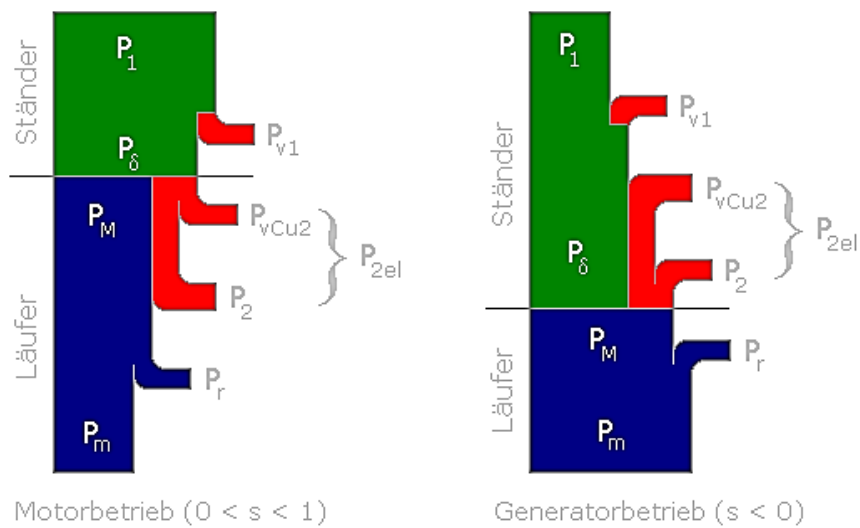 Ständer
P1
Pv1
Pδ
PM
PvCu2
P2el
P2
Läufer
Pr
Pm
Motorbetrieb (0 < s < 1)
P1
Pv1
Ständer
PvCu2
P2el
Pδ
P2
PM
Pr
Läufer
Pm
Generatorbetrieb (s < 0)